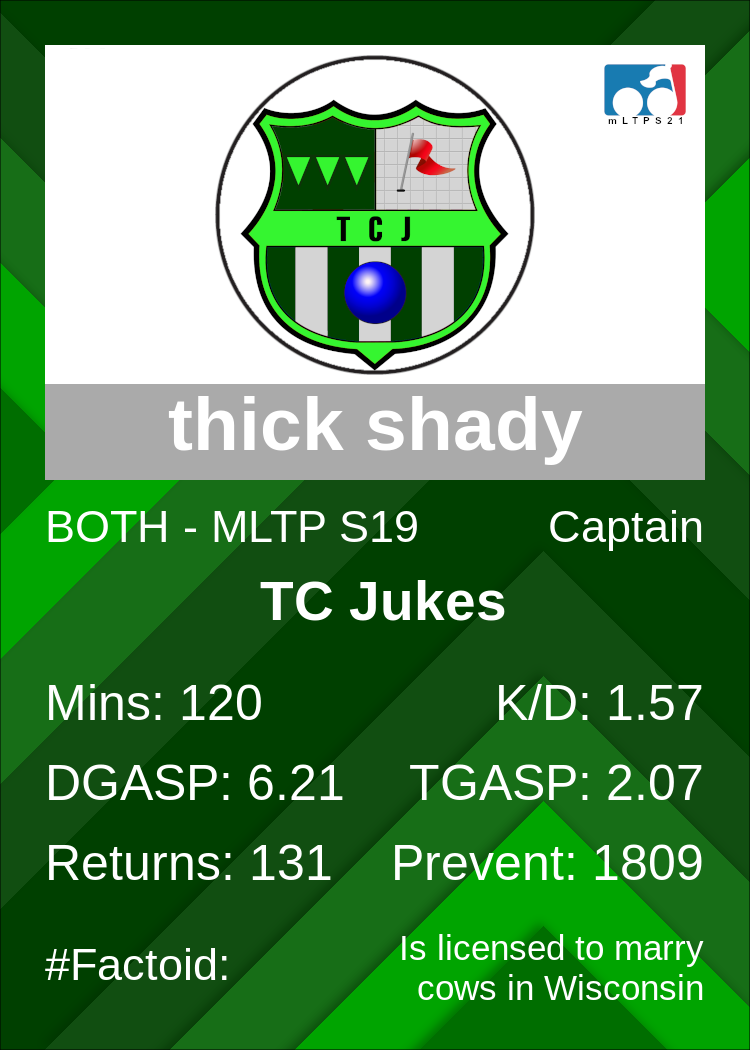 mLTPS21
TCJ
thick shady
BOTH - MLTP S19 Captain
TC Jukes
Mins: 120 K/D: 1.57
DGASP: 6.21 TGASP: 2.07
Returns: 131 Prevent: 1809
#Factoid: Is licensed to marry
cows in Wisconsin